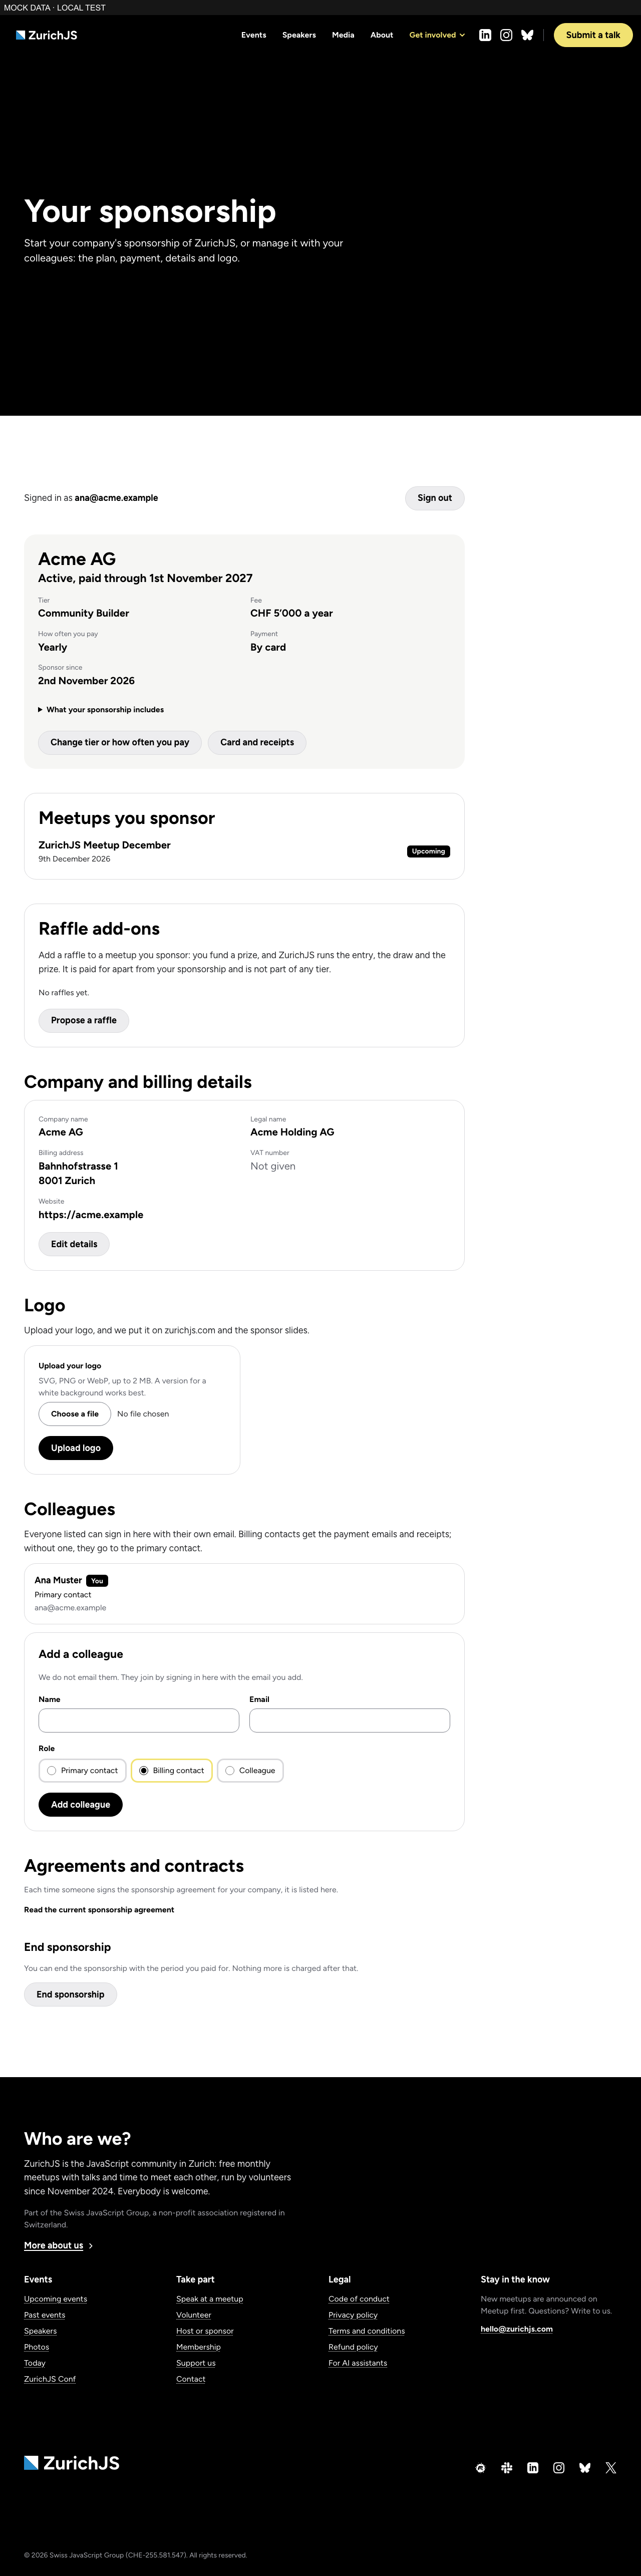 MOCK DATA · LOCAL TEST
ZurichJS
Events
Speakers
Media
About
Get involved
Submit a talk
Your sponsorship
Start your company's sponsorship of ZurichJS, or manage it with your
colleagues: the plan, payment, details and logo.
Signed in as ana@acme.example
Sign out
Acme AG
Active, paid through 1st November 2027
Tier
Community Builder
Fee
CHF 5’000 a year
How often you pay
Yearly
Payment
By card
Sponsor since
2nd November 2026
What your sponsorship includes
Change tier or how often you pay
Card and receipts
Meetups you sponsor
ZurichJS Meetup December
9th December 2026
Upcoming
Raffle add-ons
Add a raffle to a meetup you sponsor: you fund a prize, and ZurichJS runs the entry, the draw and the
prize. It is paid for apart from your sponsorship and is not part of any tier.
No raffles yet.
Propose a raffle
Company and billing details
Company name
Acme AG
Legal name
Acme Holding AG
Billing address
Bahnhofstrasse 1
8001 Zurich
VAT number
Not given
Website
https://acme.example
Edit details
Logo
Upload your logo, and we put it on zurichjs.com and the sponsor slides.
Upload your logo
SVG, PNG or WebP, up to 2 MB. A version for a
white background works best.
Choose a file
No file chosen
Upload logo
Colleagues
Everyone listed can sign in here with their own email. Billing contacts get the payment emails and receipts;
without one, they go to the primary contact.
Ana Muster
You
Primary contact
ana@acme.example
Add a colleague
We do not email them. They join by signing in here with the email you add.
Name
Email
Role
Primary contact
Billing contact
Colleague
Add colleague
Agreements and contracts
Each time someone signs the sponsorship agreement for your company, it is listed here.
Read the current sponsorship agreement
End sponsorship
You can end the sponsorship with the period you paid for. Nothing more is charged after that.
End sponsorship
Who are we?
ZurichJS is the JavaScript community in Zurich: free monthly
meetups with talks and time to meet each other, run by volunteers
since November 2024. Everybody is welcome.
Part of the Swiss JavaScript Group, a non-profit association registered in
Switzerland.
More about us
Events
Upcoming events
Past events
Speakers
Photos
Today
ZurichJS Conf
Take part
Speak at a meetup
Volunteer
Host or sponsor
Membership
Support us
Contact
Legal
Code of conduct
Privacy policy
Terms and conditions
Refund policy
For AI assistants
Stay in the know
New meetups are announced on
Meetup first. Questions? Write to us.
hello@zurichjs.com
ZurichJS
© 2026 Swiss JavaScript Group (CHE-255.581.547). All rights reserved.